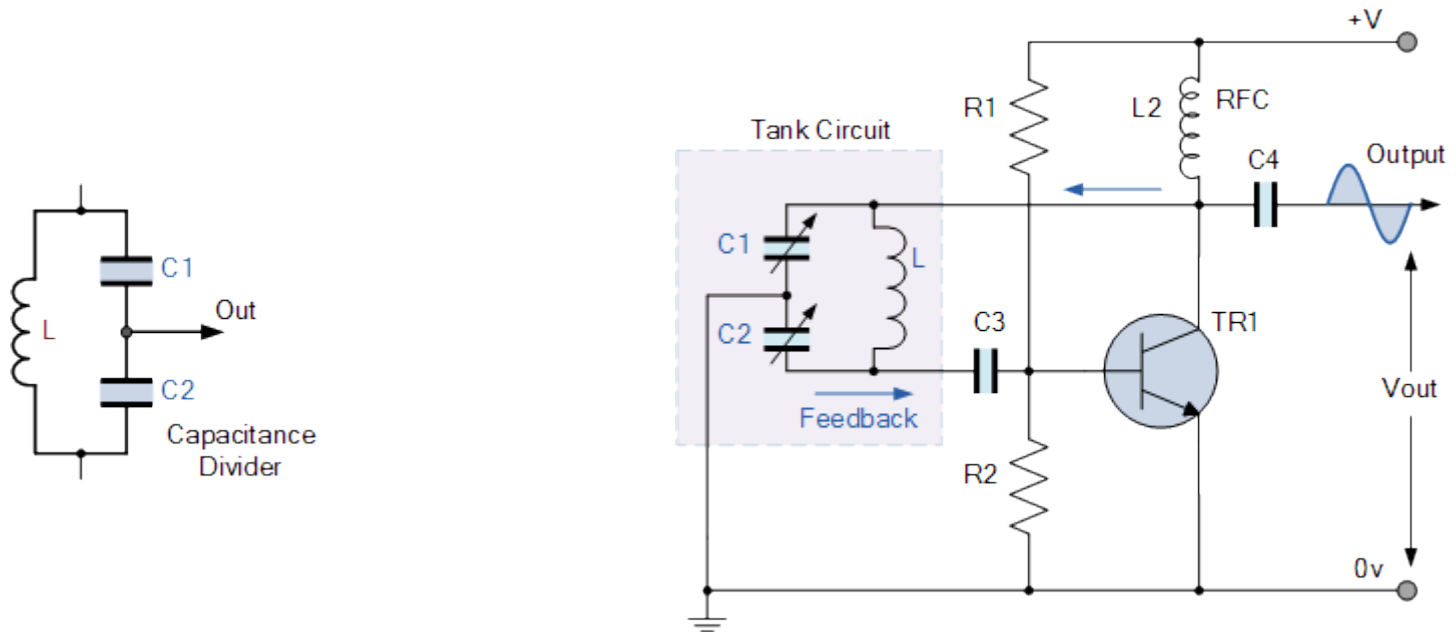 L
C1
Out
C2
Capacitance
Divider
+V
R1
L2
RFC
Tank Circuit
C4
Output
C1
L
C2
C3
TR1
Feedback
Vout
R2
0v